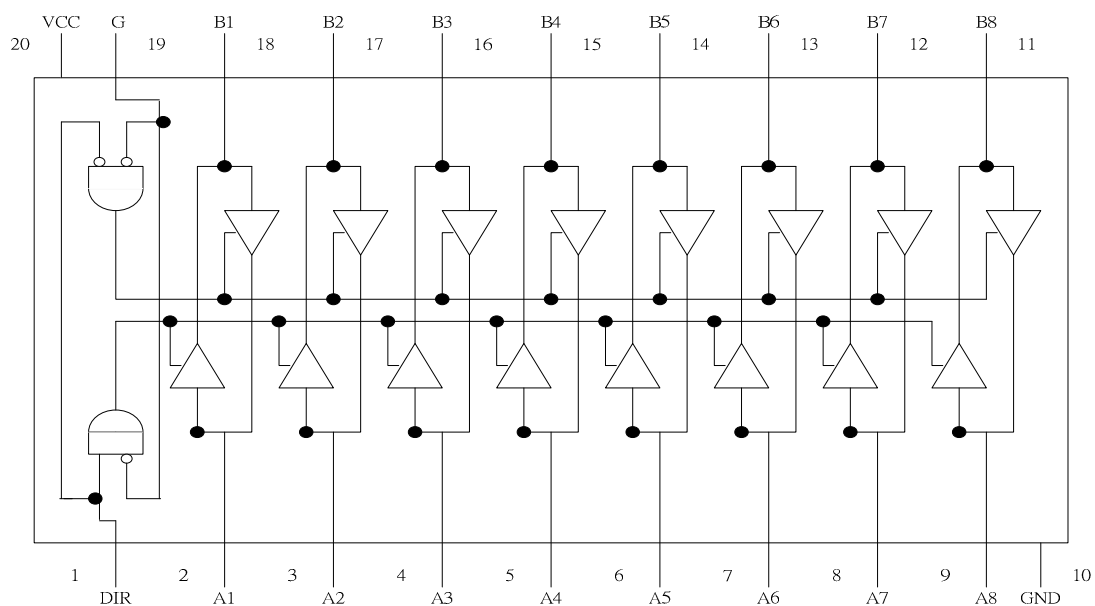 VCC G B1 B2 B3 B4 B5 B6 B7 B8
20 19 18 17 16 15 14 13 12 11
1 2 3 4 5 6 7 8 9 10
DIR A1 A2 A3 A4 A5 A6 A7 A8 GND